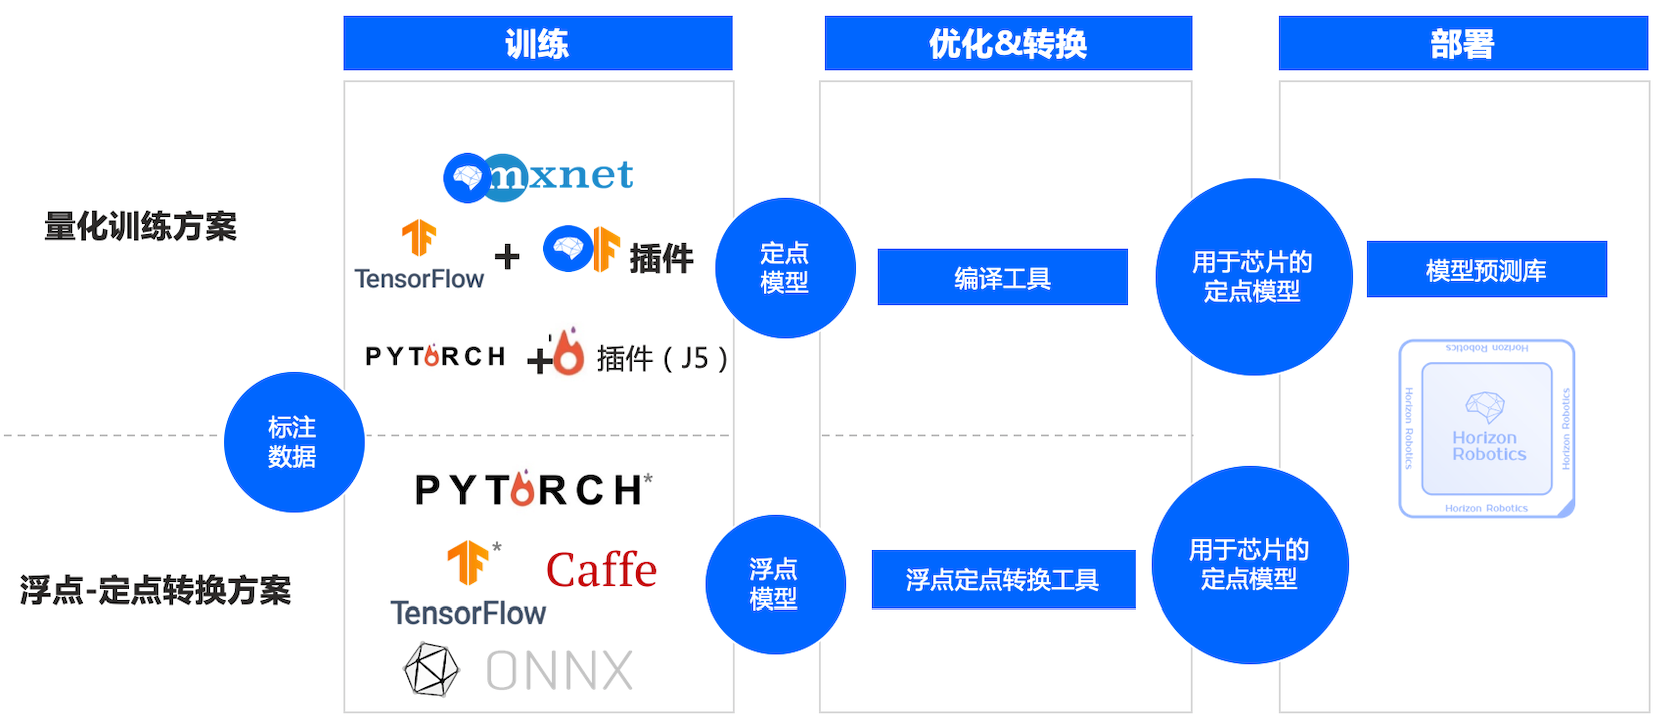 训练
优化&转换
部署
量化训练方案
mxnet
TensorFlow
+
插件
PYTORCH
+
插件（J5）
定点
模型
编译工具
用于芯片的
定点模型
模型预测库
标注
数据
Horizon Robotics
Horizon Robotics
Horizon
Robotics
Horizon Robotics
Horizon Robotics
浮点-定点转换方案
PYTORCH*
*
TensorFlow
Caffe
ONNX
浮点
模型
浮点定点转换工具
用于芯片的
定点模型